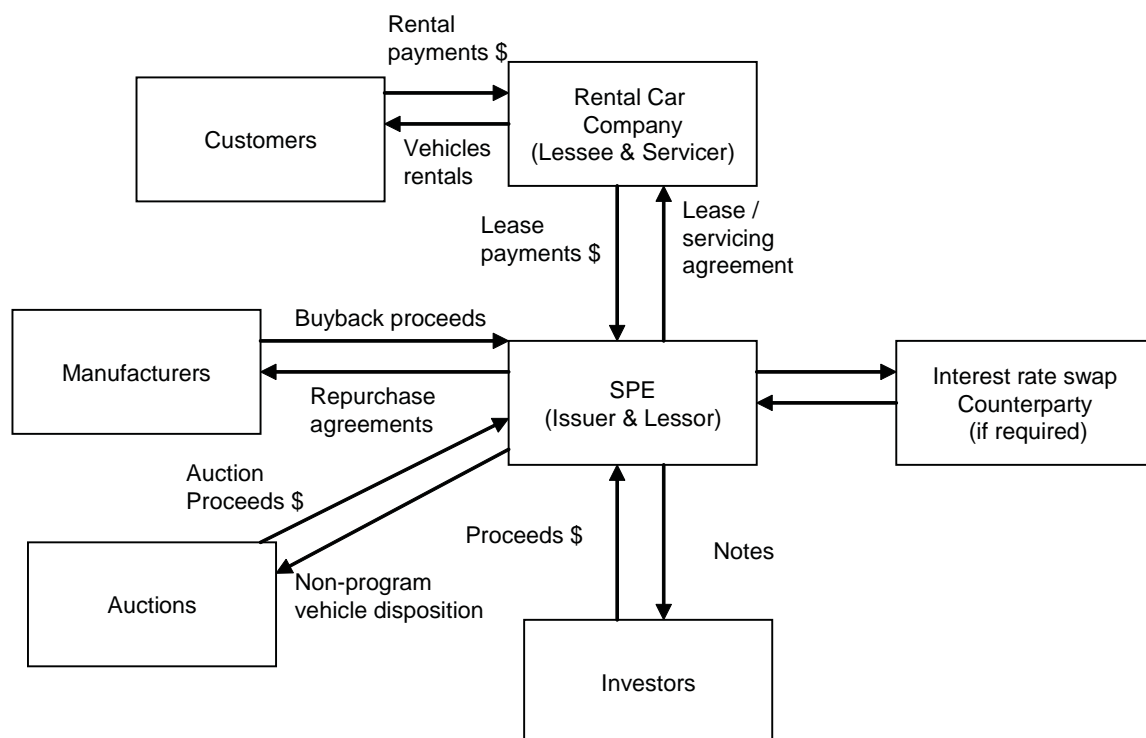 Rental
payments $
Customers
Rental Car
Company
(Lessee & Servicer)
Vehicles
rentals
Lease
payments $
Lease /
servicing
agreement
Buyback proceeds
Manufacturers
Repurchase
agreements
SPE
(Issuer & Lessor)
Interest rate swap
Counterparty
(if required)
Auction
Proceeds $
Proceeds $
Notes
Auctions
Non-program
vehicle disposition
Investors